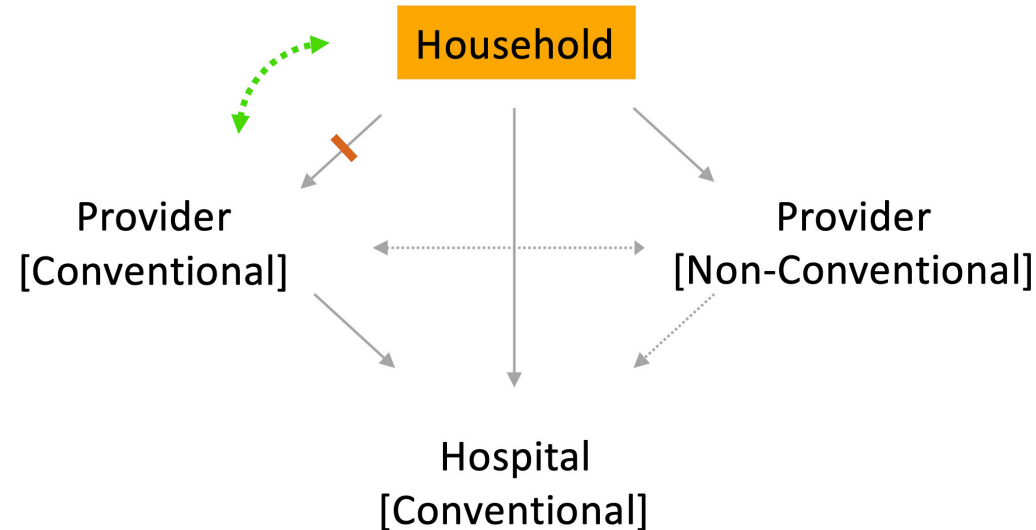 Household
Provider
[Conventional]
Provider
[Non-Conventional]
Hospital
[Conventional]